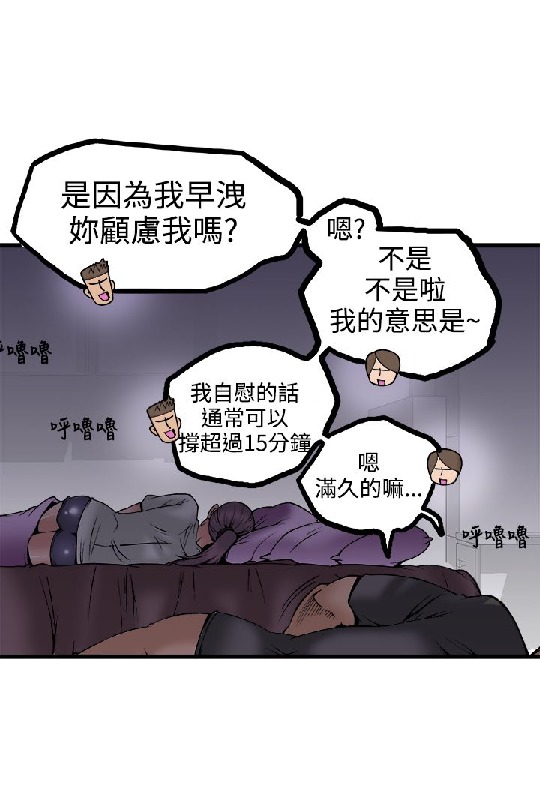 是因為我早洩
妳顧慮我嗎?
嗯?
不是
不是啦
我的意思是~
呼嚕嚕
我自慰的話
通常可以
撐超過15分鐘
呼嚕嚕
嗯
滿久的嘛...
呼嚕嚕